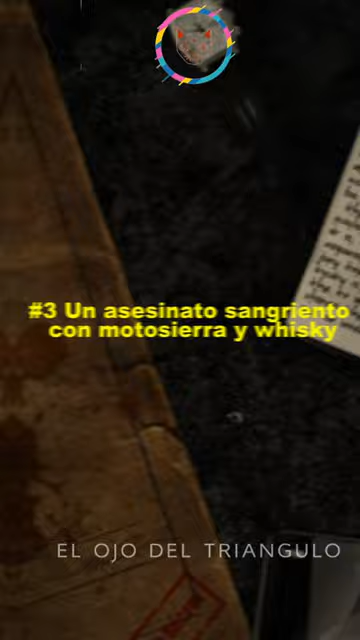 #3 Un asesinato sangriento
con motosierra y whisky
EL OJO DEL TRIANGULO